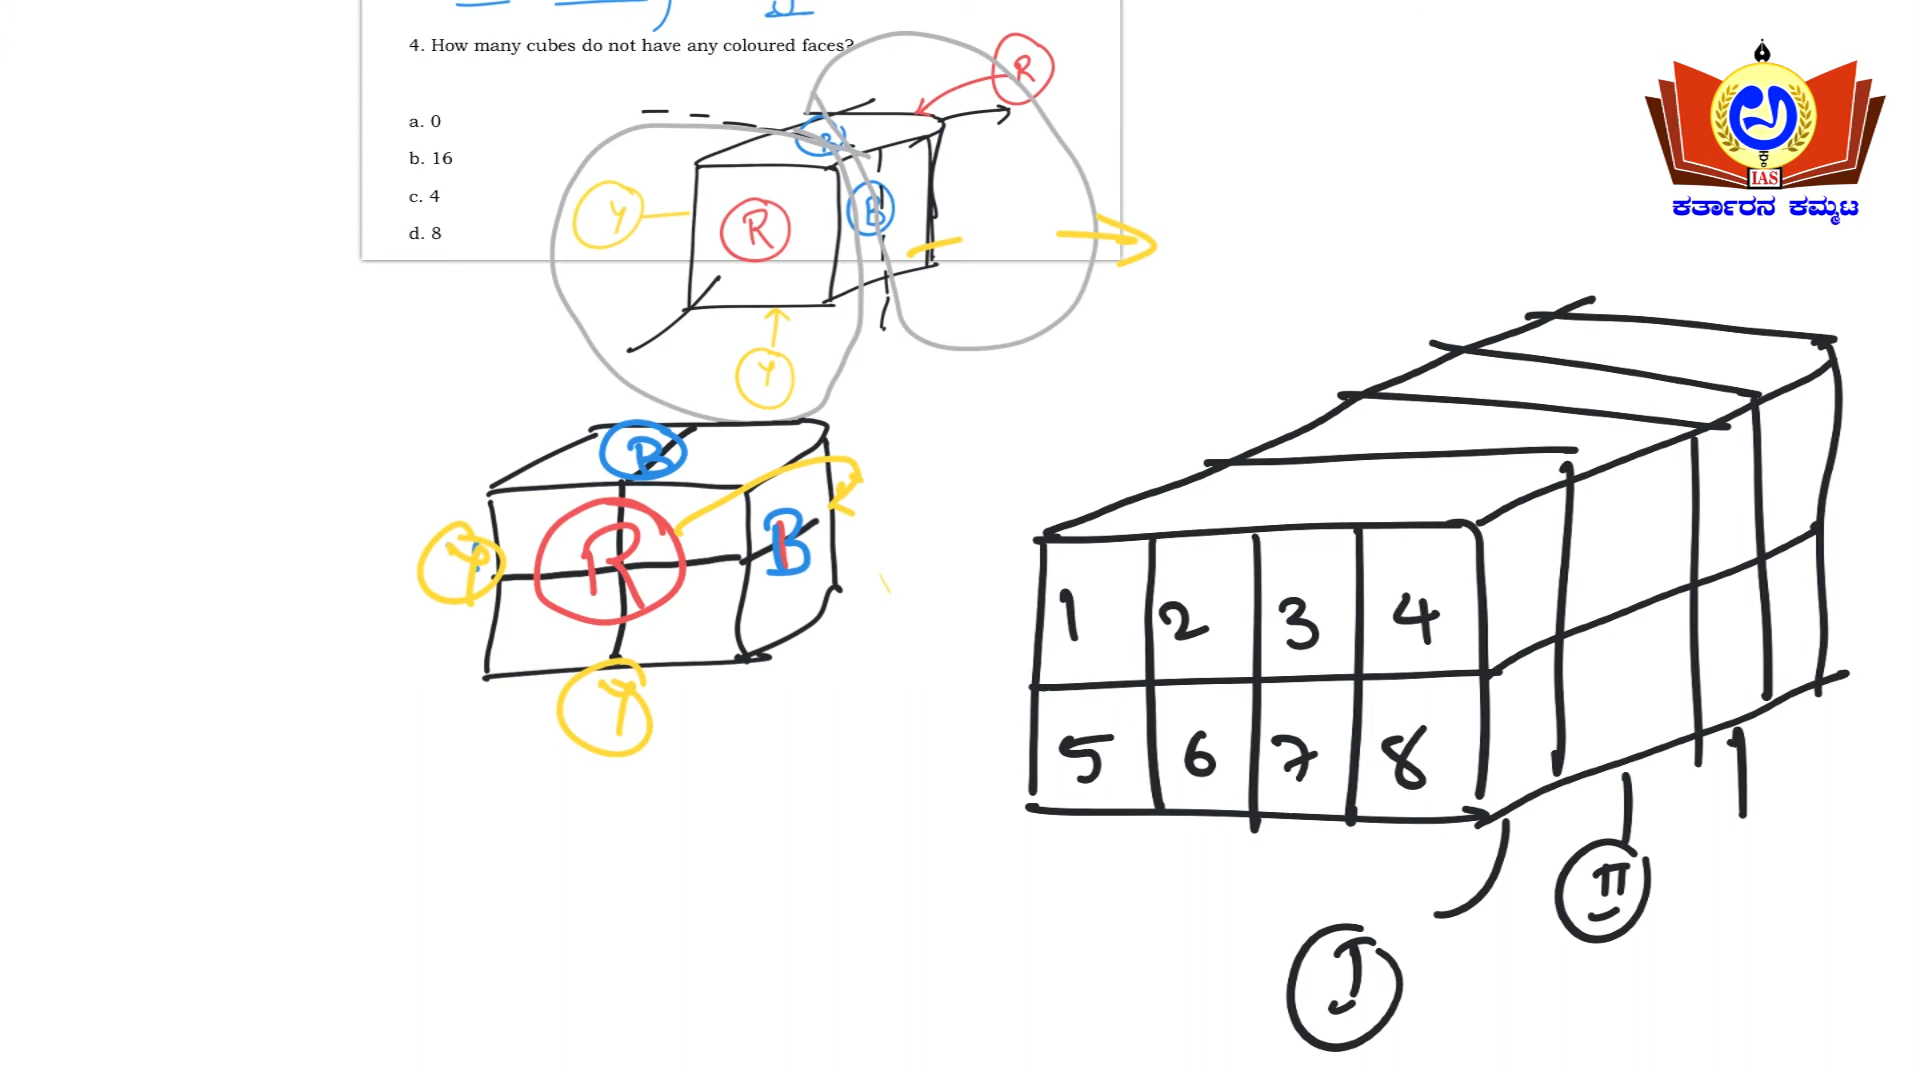 4. How many cubes do not have any coloured faces?
R
a. 0
B
b. 16
IAS
c. 4
ಕರ್ತಾರನ ಕಮ್ಮಟ
Y
R
B
d. 8
Y
B
Y
R
B
Y
1 2 3 4
5 6 7 8
II
I